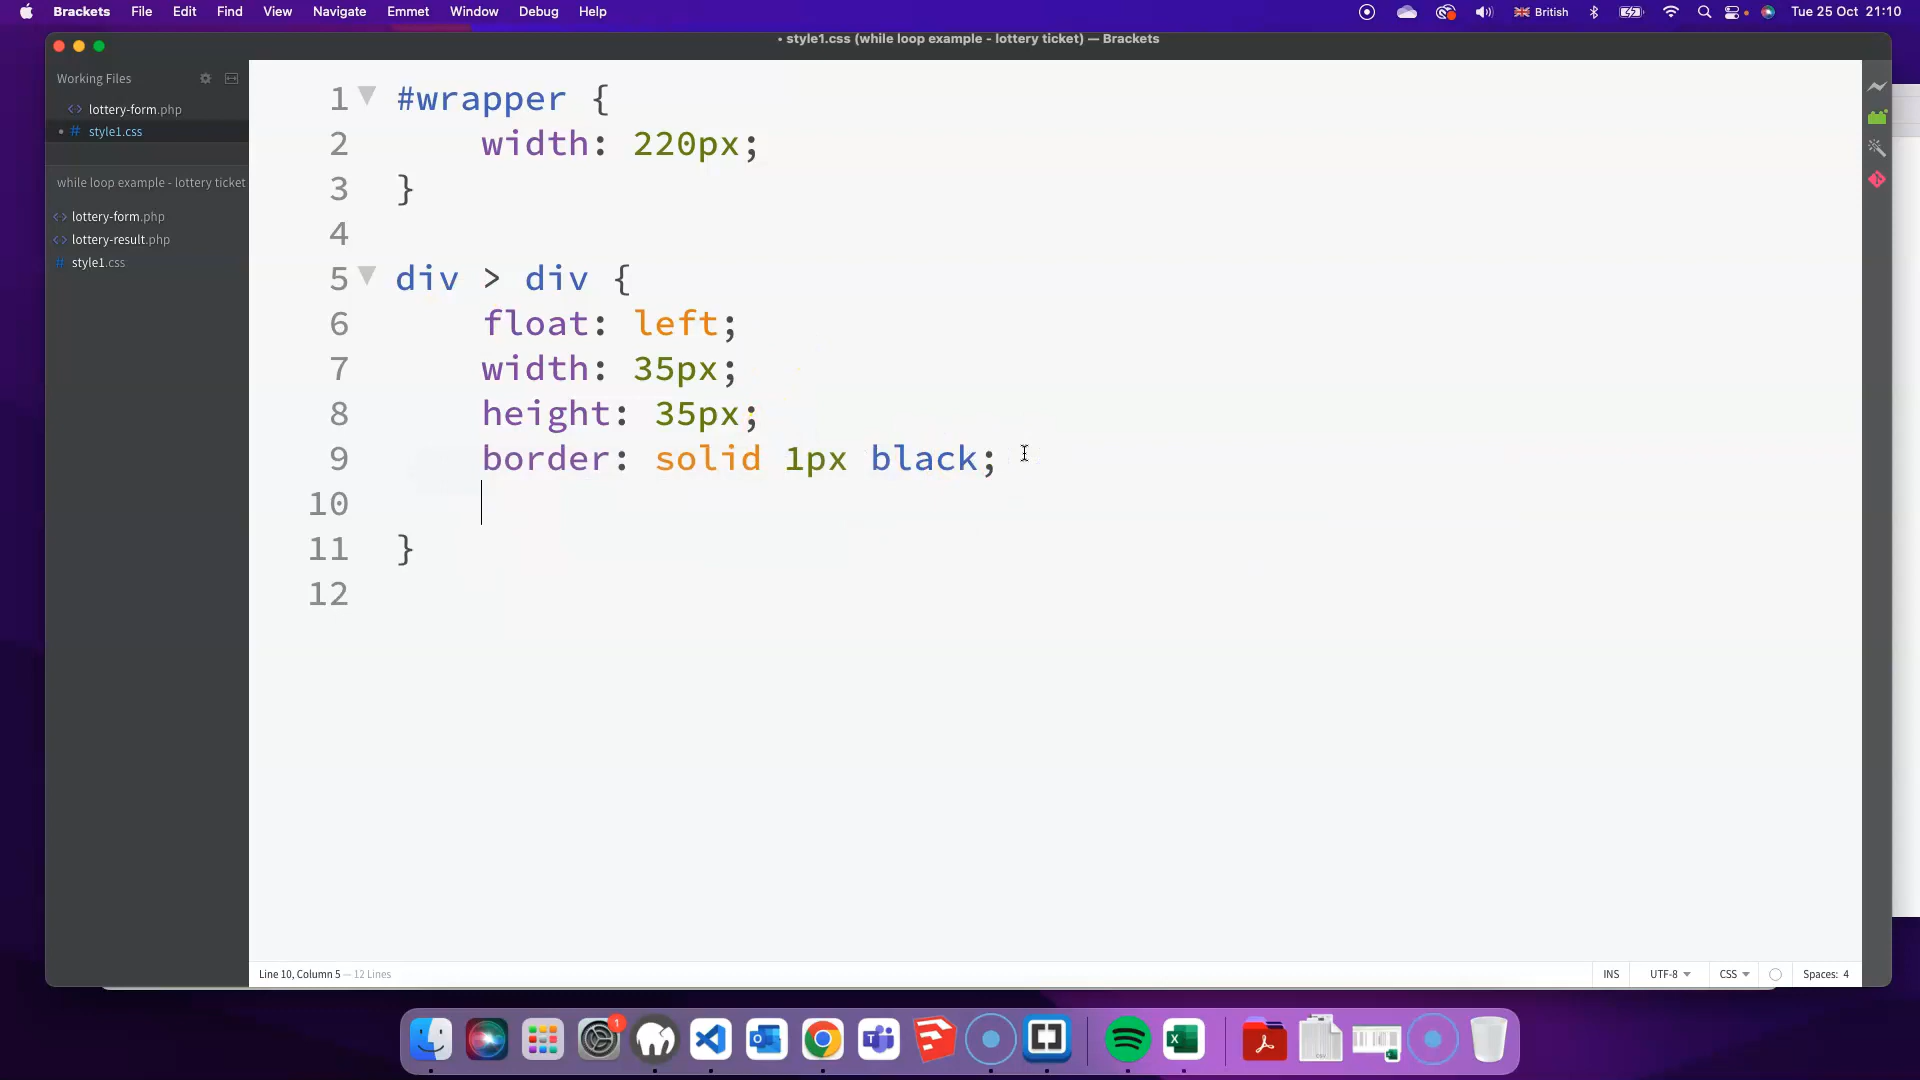 Brackets File Edit Find View Navigate Emmet Window Debug Help British Tue 25 Oct 21:10
• style1.css (while loop example - lottery ticket) — Brackets
Working Files
<> lottery-form.php
• # style1.css
while loop example - lottery ticket
<> lottery-form.php
<> lottery-result.php
# style1.css
1 #wrapper {
2 width: 220px;
3 }
4
5 div > div {
6 float: left;
7 width: 35px;
8 height: 35px;
9 border: solid 1px black;
10
11 }
12
Line 10, Column 5 — 12 Lines INS UTF-8 CSS Spaces: 4
1